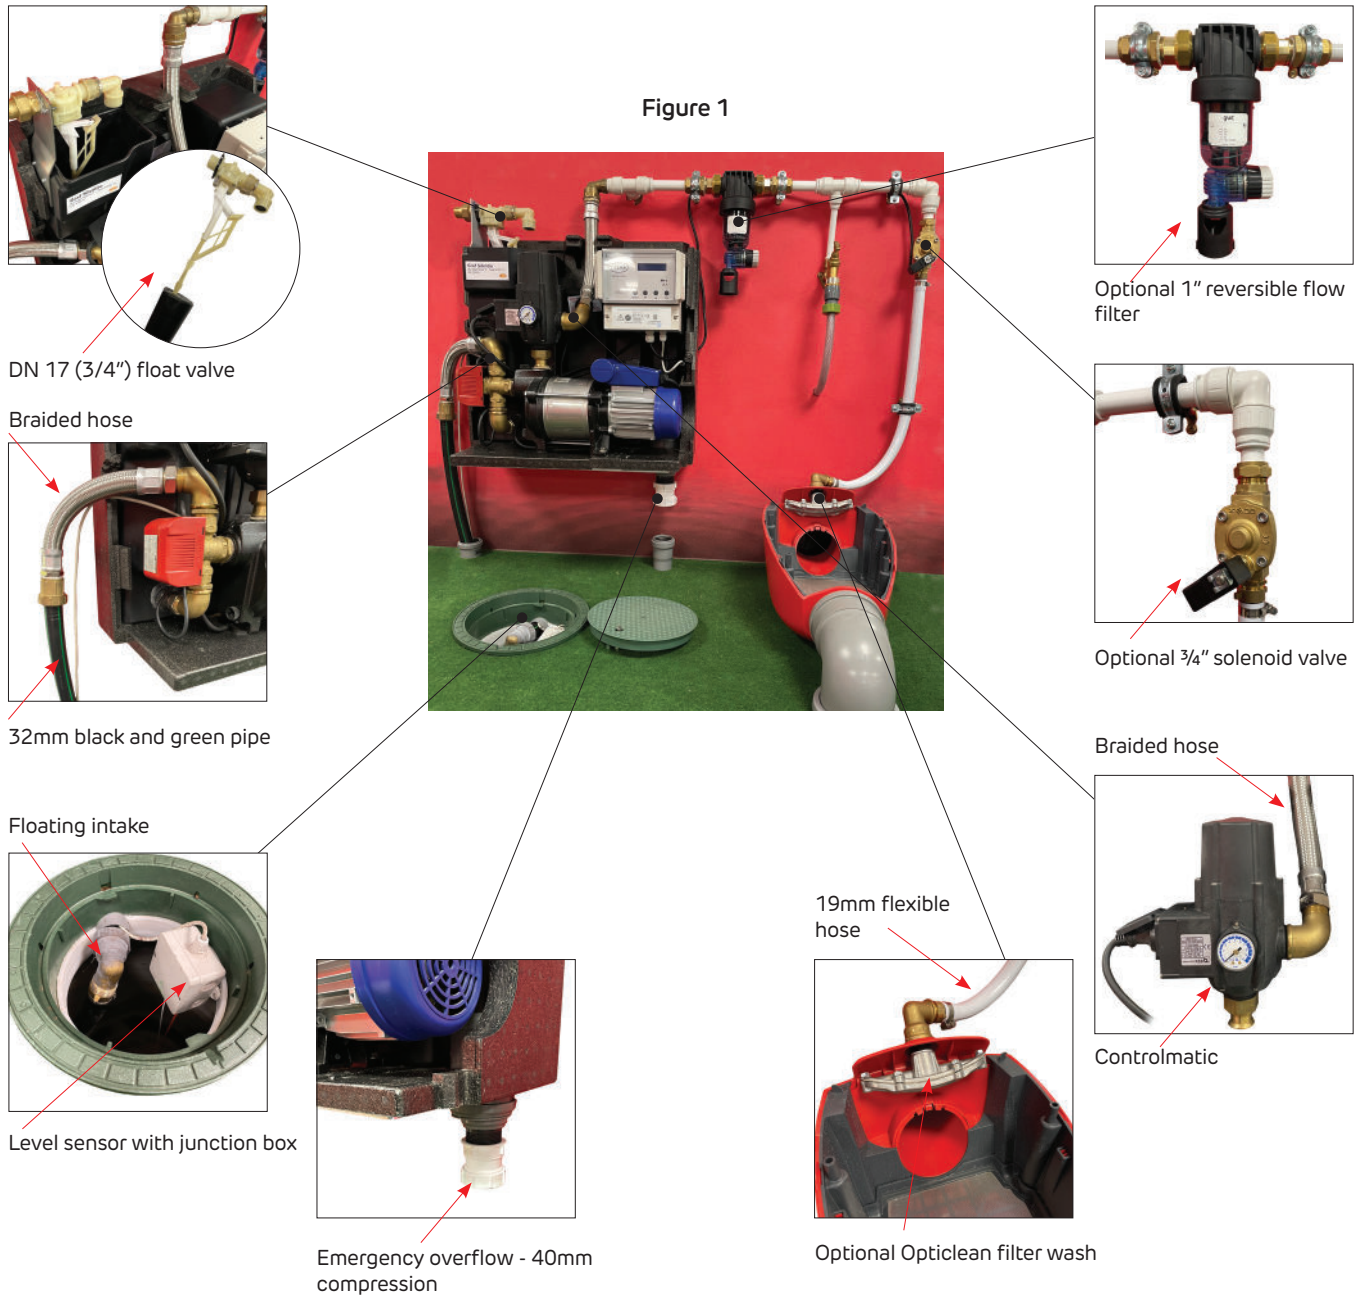 Figure 1
DN 17 (3/4") float valve
Braided hose
32mm black and green pipe
Floating intake
Level sensor with junction box
Emergency overflow - 40mm
compression
19mm flexible
hose
Optional Opticlean filter wash
Optional 1" reversible flow
filter
Optional ¾" solenoid valve
Braided hose
Controlmatic